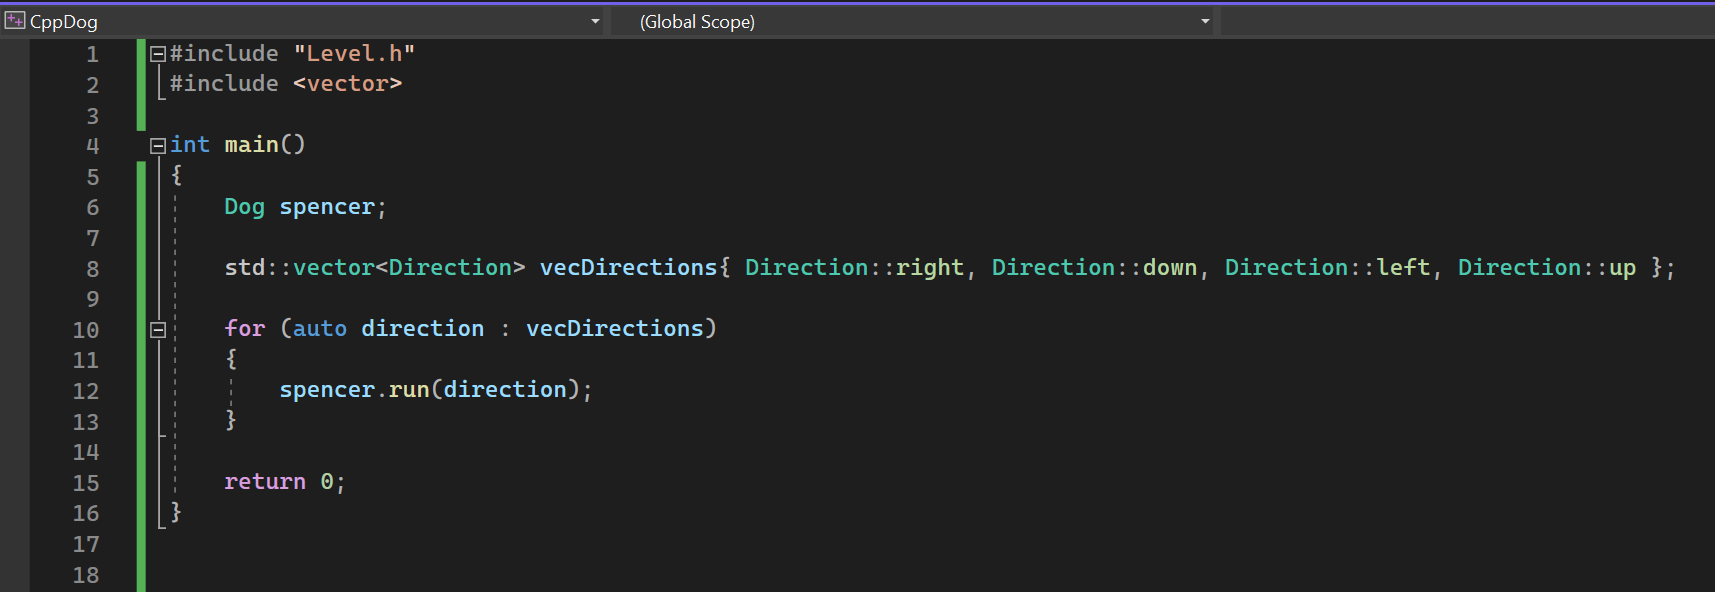 CppDog (Global Scope)
1 #include "Level.h"
2 #include <vector>
3
4 int main()
5 {
6     Dog spencer;
7
8     std::vector<Direction> vecDirections{ Direction::right, Direction::down, Direction::left, Direction::up };
9
10     for (auto direction : vecDirections)
11     {
12         spencer.run(direction);
13     }
14
15     return 0;
16 }
17
18